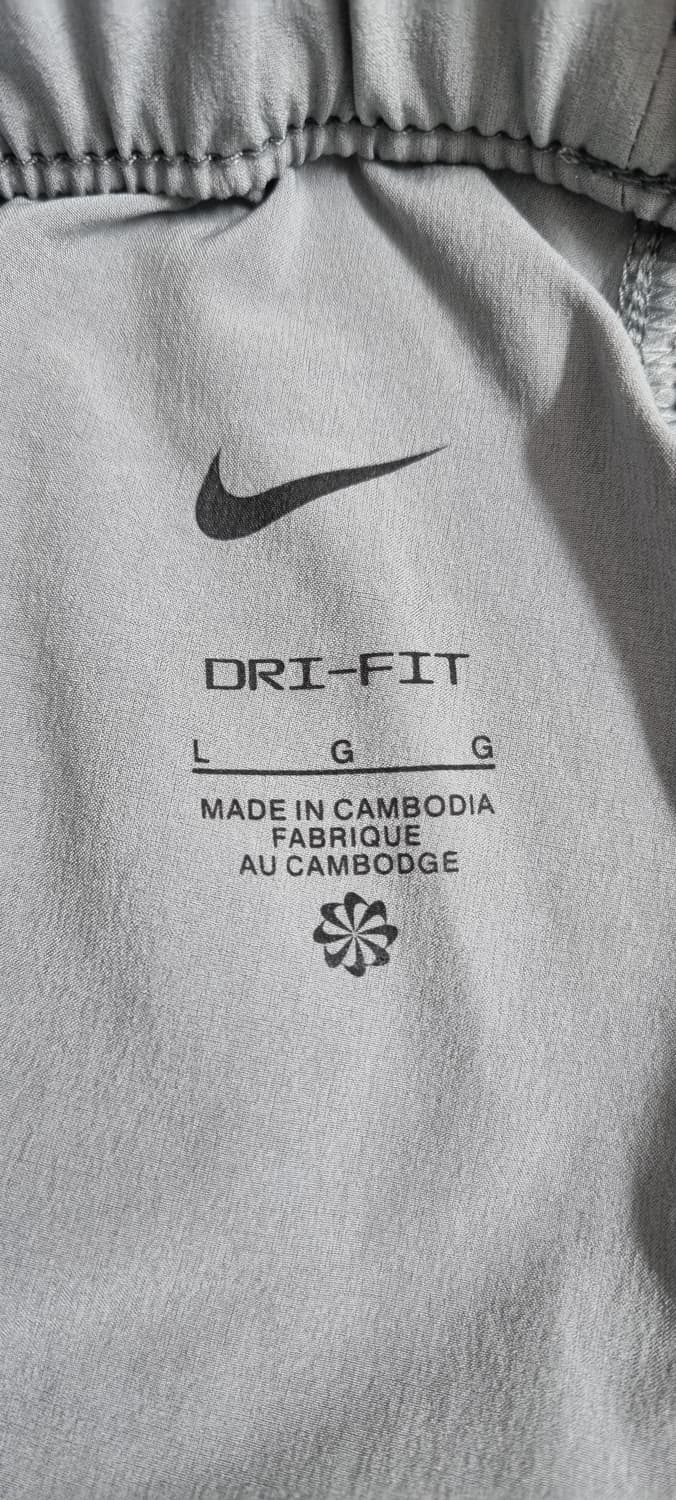 DRI-FIT
L G G
MADE IN CAMBODIA
FABRIQUE
AU CAMBODGE